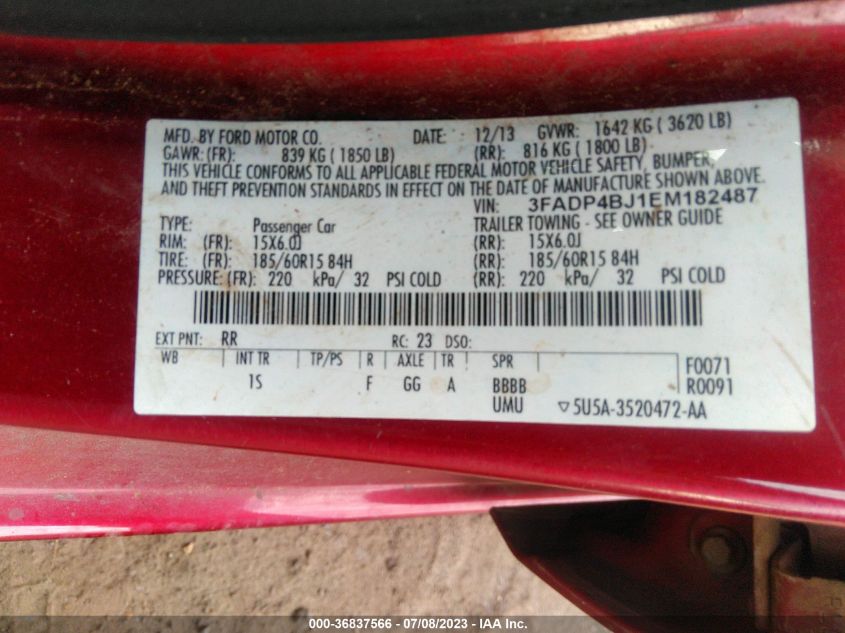 MFD. BY FORD MOTOR CO. DATE: 12/13 GVWR: 1642 KG ( 3620 LB)
GAWR: (FR): 839 KG ( 1850 LB) (RR): 816 KG ( 1800 LB)
THIS VEHICLE CONFORMS TO ALL APPLICABLE FEDERAL MOTOR VEHICLE SAFETY, BUMPER,
AND THEFT PREVENTION STANDARDS IN EFFECT ON THE DATE OF MANUFACTURE SHOWN ABOVE.
VIN: 3FADP4BJ1EM182487
TYPE: Passenger Car TRAILER TOWING - SEE OWNER GUIDE
RIM: (FR): 15X6.0J (RR): 15X6.0J
TIRE: (FR): 185/60R15 84H (RR): 185/60R15 84H
PRESSURE: (FR): 220 kPa/ 32 PSI COLD (RR): 220 kPa/ 32 PSI COLD
EXT PNT: RR RC: 23 DSO:
WB INT TR TP/PS R AXLE TR SPR F0071
1S F GG A BBBB R0091
UMU ▽5U5A-3520472-AA
000-36837566 - 07/08/2023 - IAA Inc.